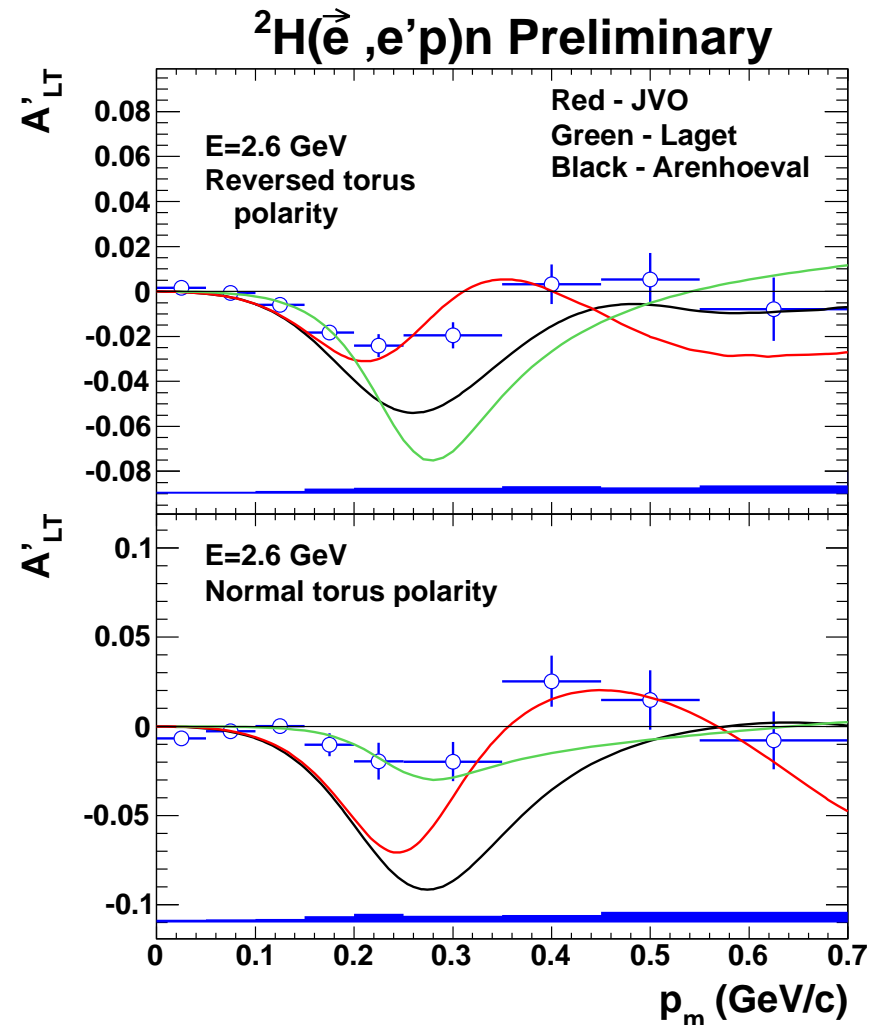 ²H(e⃗ ,e'p)n Preliminary
A'LT
0.08
0.06
0.04
0.02
0
-0.02
-0.04
-0.06
-0.08
E=2.6 GeV
Reversed torus
polarity
Red - JVO
Green - Laget
Black - Arenhoeval
A'LT
0.1
0.05
0
-0.05
-0.1
E=2.6 GeV
Normal torus polarity
0 0.1 0.2 0.3 0.4 0.5 0.6 0.7
pm (GeV/c)